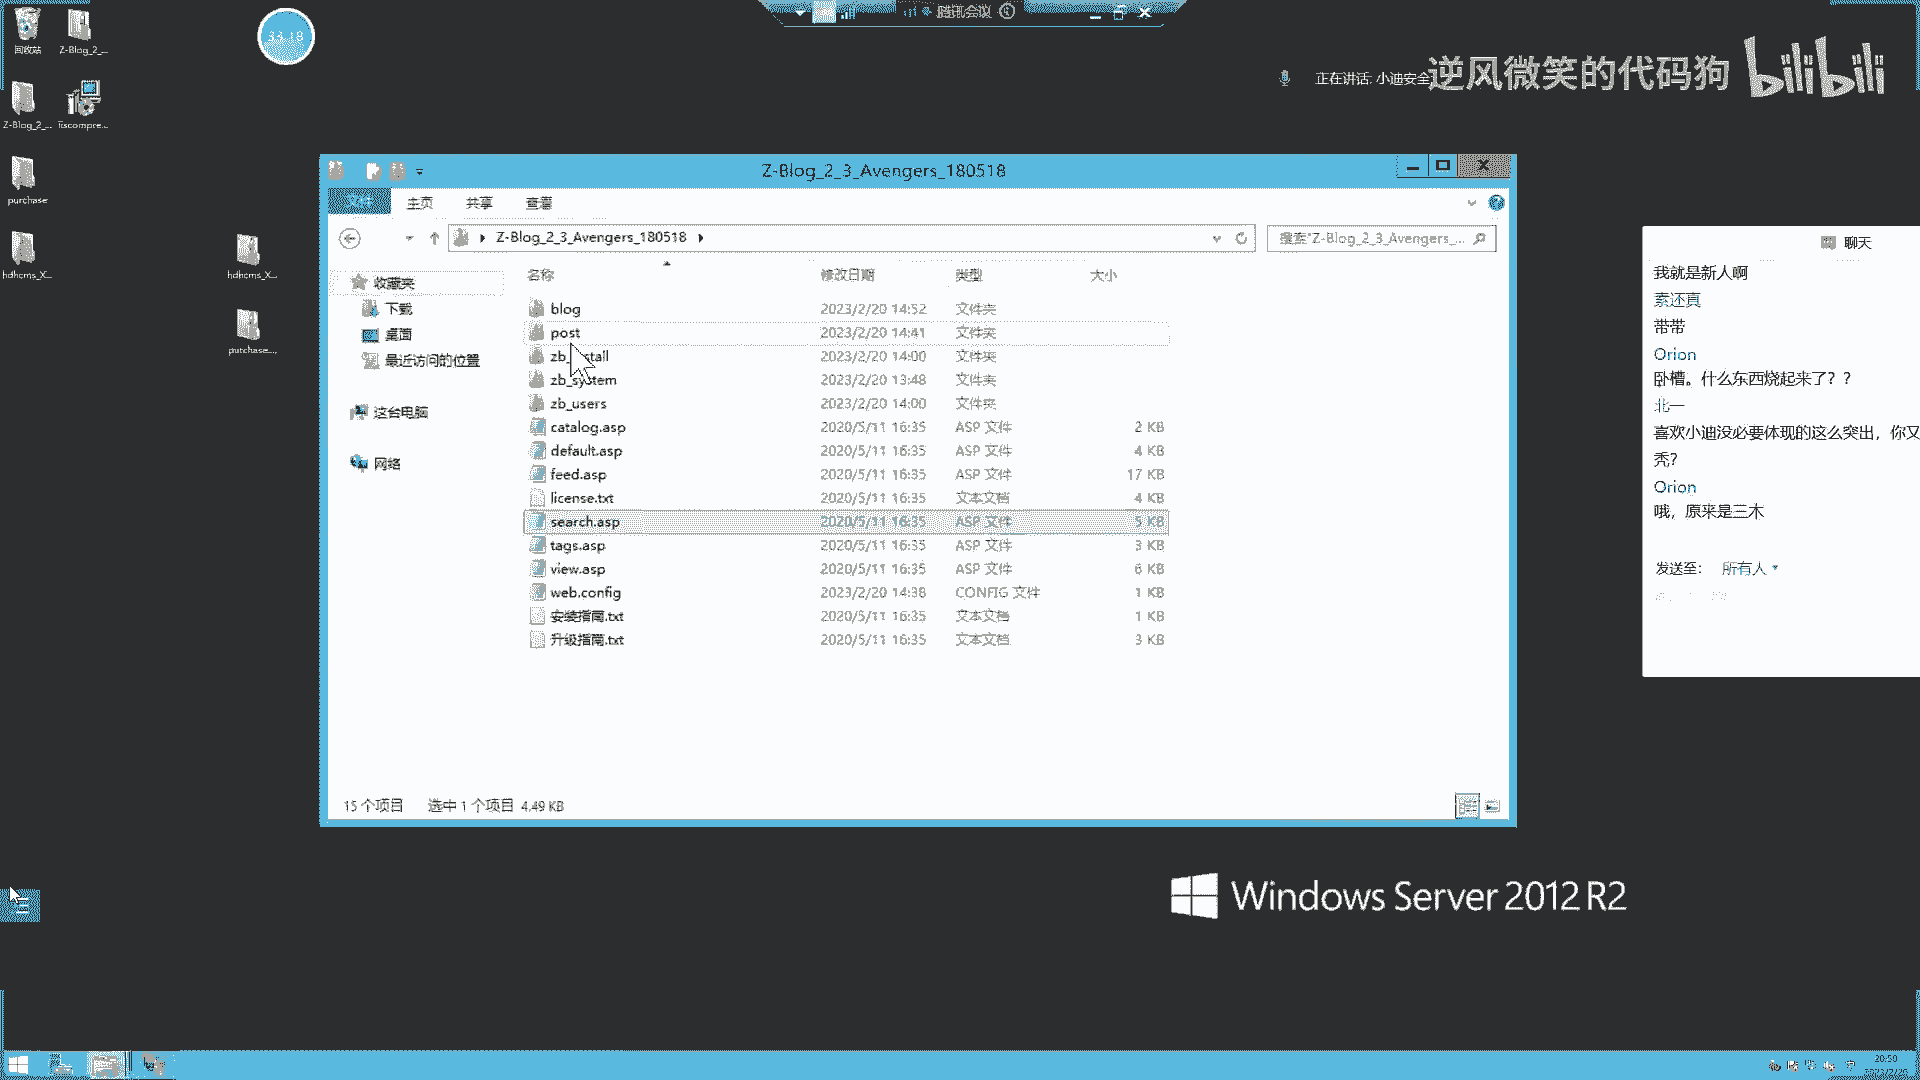 回收站
Z-Blog_2_...
Z-Blog_2_...
iiscompre...
purchase
hdhcms_X...
hdhcms_X...
purchase...
33:18
腾讯会议
正在讲话: 小迪安全
逆风微笑的代码狗
bilibili
Z-Blog_2_3_Avengers_180518
文件 主页 共享 查看
Z-Blog_2_3_Avengers_180518
搜索"Z-Blog_2_3_Avengers_...
收藏夹
下载
桌面
最近访问的位置
这台电脑
网络
名称 修改日期 类型 大小
blog 2023/2/20 14:52 文件夹
post 2023/2/20 14:41 文件夹
zb_install 2023/2/20 14:00 文件夹
zb_system 2023/2/20 13:48 文件夹
zb_users 2023/2/20 14:00 文件夹
catalog.asp 2020/5/11 16:35 ASP 文件 2 KB
default.asp 2020/5/11 16:35 ASP 文件 4 KB
feed.asp 2020/5/11 16:35 ASP 文件 17 KB
license.txt 2020/5/11 16:35 文本文档 4 KB
search.asp 2020/5/11 16:35 ASP 文件 5 KB
tags.asp 2020/5/11 16:35 ASP 文件 3 KB
view.asp 2020/5/11 16:35 ASP 文件 6 KB
web.config 2023/2/20 14:38 CONFIG 文件 1 KB
安装指南.txt 2020/5/11 16:35 文本文档 1 KB
升级指南.txt 2020/5/11 16:35 文本文档 3 KB
15 个项目 选中 1 个项目 4.49 KB
聊天
我就是新人啊
素还真
带带
Orion
卧槽。什么东西烧起来了？？
北一
喜欢小迪没必要体现的这么突出，你又
秃?
Orion
哦，原来是三木
发送至： 所有人
Windows Server 2012 R2
20:50